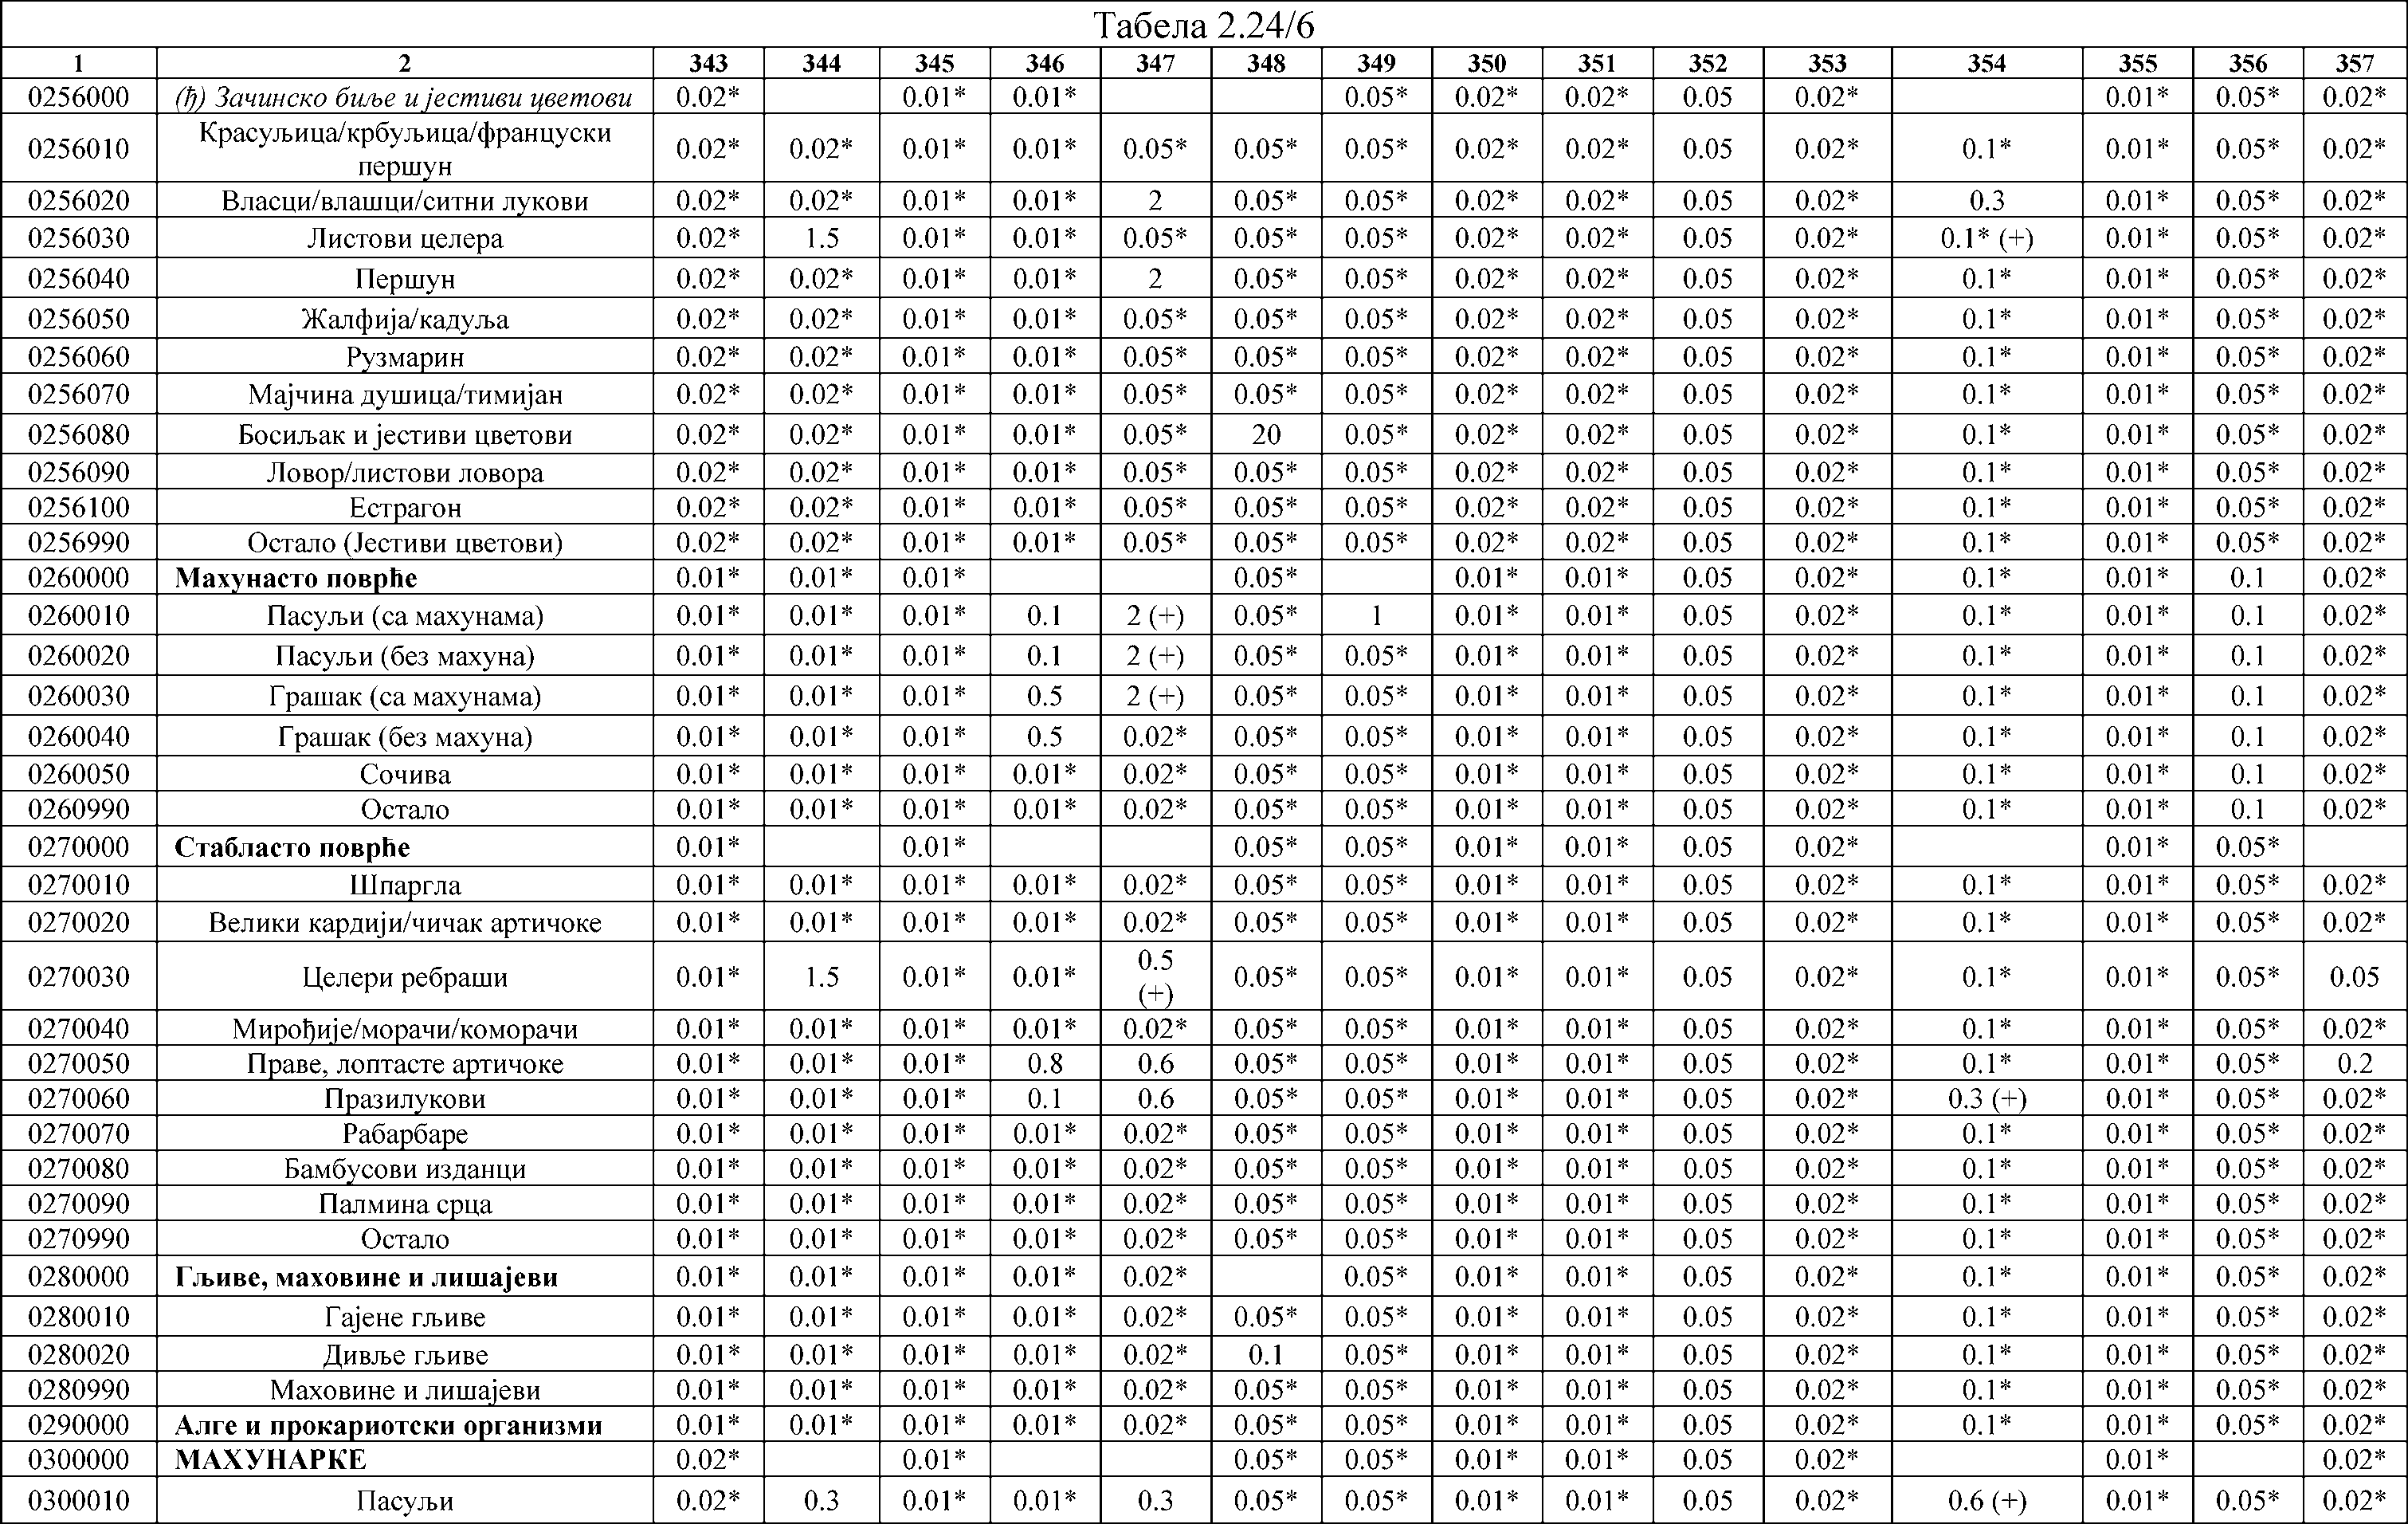 Табела 2.24/6
1 2 343 344 345 346 347 348 349 350 351 352 353 354 355 356 357
0256000 (ђ) Зачинско биље и јестиви цветови 0.02* 0.01* 0.01* 0.05* 0.02* 0.02* 0.05 0.02* 0.01* 0.05* 0.02*
Красуљица/крбуљица/француски
0256010 першун 0.02* 0.02* 0.01* 0.01* 0.05* 0.05* 0.05* 0.02* 0.02* 0.05 0.02* 0.1* 0.01* 0.05* 0.02*
0256020 Власци/влашци/ситни лукови 0.02* 0.02* 0.01* 0.01* 2 0.05* 0.05* 0.02* 0.02* 0.05 0.02* 0.3 0.01* 0.05* 0.02*
0256030 Листови целера 0.02* 1.5 0.01* 0.01* 0.05* 0.05* 0.05* 0.02* 0.02* 0.05 0.02* 0.1* (+) 0.01* 0.05* 0.02*
0256040 Першун 0.02* 0.02* 0.01* 0.01* 2 0.05* 0.05* 0.02* 0.02* 0.05 0.02* 0.1* 0.01* 0.05* 0.02*
0256050 Жалфија/кадуља 0.02* 0.02* 0.01* 0.01* 0.05* 0.05* 0.05* 0.02* 0.02* 0.05 0.02* 0.1* 0.01* 0.05* 0.02*
0256060 Рузмарин 0.02* 0.02* 0.01* 0.01* 0.05* 0.05* 0.05* 0.02* 0.02* 0.05 0.02* 0.1* 0.01* 0.05* 0.02*
0256070 Мајчина душица/тимијан 0.02* 0.02* 0.01* 0.01* 0.05* 0.05* 0.05* 0.02* 0.02* 0.05 0.02* 0.1* 0.01* 0.05* 0.02*
0256080 Босиљак и јестиви цветови 0.02* 0.02* 0.01* 0.01* 0.05* 20 0.05* 0.02* 0.02* 0.05 0.02* 0.1* 0.01* 0.05* 0.02*
0256090 Ловор/листови ловора 0.02* 0.02* 0.01* 0.01* 0.05* 0.05* 0.05* 0.02* 0.02* 0.05 0.02* 0.1* 0.01* 0.05* 0.02*
0256100 Естрагон 0.02* 0.02* 0.01* 0.01* 0.05* 0.05* 0.05* 0.02* 0.02* 0.05 0.02* 0.1* 0.01* 0.05* 0.02*
0256990 Остало (Јестиви цветови) 0.02* 0.02* 0.01* 0.01* 0.05* 0.05* 0.05* 0.02* 0.02* 0.05 0.02* 0.1* 0.01* 0.05* 0.02*
0260000 Махунасто поврће 0.01* 0.01* 0.01* 0.05* 0.01* 0.01* 0.05 0.02* 0.1* 0.01* 0.1 0.02*
0260010 Пасуљи (са махунама) 0.01* 0.01* 0.01* 0.1 2 (+) 0.05* 1 0.01* 0.01* 0.05 0.02* 0.1* 0.01* 0.1 0.02*
0260020 Пасуљи (без махуна) 0.01* 0.01* 0.01* 0.1 2 (+) 0.05* 0.05* 0.01* 0.01* 0.05 0.02* 0.1* 0.01* 0.1 0.02*
0260030 Грашак (са махунама) 0.01* 0.01* 0.01* 0.5 2 (+) 0.05* 0.05* 0.01* 0.01* 0.05 0.02* 0.1* 0.01* 0.1 0.02*
0260040 Грашак (без махуна) 0.01* 0.01* 0.01* 0.5 0.02* 0.05* 0.05* 0.01* 0.01* 0.05 0.02* 0.1* 0.01* 0.1 0.02*
0260050 Сочива 0.01* 0.01* 0.01* 0.01* 0.02* 0.05* 0.05* 0.01* 0.01* 0.05 0.02* 0.1* 0.01* 0.1 0.02*
0260990 Остало 0.01* 0.01* 0.01* 0.01* 0.02* 0.05* 0.05* 0.01* 0.01* 0.05 0.02* 0.1* 0.01* 0.1 0.02*
0270000 Стабласто поврће 0.01* 0.01* 0.05* 0.05* 0.01* 0.01* 0.05 0.02* 0.01* 0.05*
0270010 Шпаргла 0.01* 0.01* 0.01* 0.01* 0.02* 0.05* 0.05* 0.01* 0.01* 0.05 0.02* 0.1* 0.01* 0.05* 0.02*
0270020 Велики кардији/чичак артичоке 0.01* 0.01* 0.01* 0.01* 0.02* 0.05* 0.05* 0.01* 0.01* 0.05 0.02* 0.1* 0.01* 0.05* 0.02*
0270030 Целери ребраши 0.01* 1.5 0.01* 0.01* 0.5 0.05* 0.05* 0.01* 0.01* 0.05 0.02* 0.1* 0.01* 0.05* 0.05
(+)
0270040 Мирођије/морачи/коморачи 0.01* 0.01* 0.01* 0.01* 0.02* 0.05* 0.05* 0.01* 0.01* 0.05 0.02* 0.1* 0.01* 0.05* 0.02*
0270050 Праве, лоптасте артичоке 0.01* 0.01* 0.01* 0.8 0.6 0.05* 0.05* 0.01* 0.01* 0.05 0.02* 0.1* 0.01* 0.05* 0.2
0270060 Празилукови 0.01* 0.01* 0.01* 0.1 0.6 0.05* 0.05* 0.01* 0.01* 0.05 0.02* 0.3 (+) 0.01* 0.05* 0.02*
0270070 Рабарбаре 0.01* 0.01* 0.01* 0.01* 0.02* 0.05* 0.05* 0.01* 0.01* 0.05 0.02* 0.1* 0.01* 0.05* 0.02*
0270080 Бамбусови изданци 0.01* 0.01* 0.01* 0.01* 0.02* 0.05* 0.05* 0.01* 0.01* 0.05 0.02* 0.1* 0.01* 0.05* 0.02*
0270090 Палмина срца 0.01* 0.01* 0.01* 0.01* 0.02* 0.05* 0.05* 0.01* 0.01* 0.05 0.02* 0.1* 0.01* 0.05* 0.02*
0270990 Остало 0.01* 0.01* 0.01* 0.01* 0.02* 0.05* 0.05* 0.01* 0.01* 0.05 0.02* 0.1* 0.01* 0.05* 0.02*
0280000 Гљиве, маховине и лишајеви 0.01* 0.01* 0.01* 0.01* 0.02* 0.05* 0.01* 0.01* 0.05 0.02* 0.1* 0.01* 0.05* 0.02*
0280010 Гајене гљиве 0.01* 0.01* 0.01* 0.01* 0.02* 0.05* 0.05* 0.01* 0.01* 0.05 0.02* 0.1* 0.01* 0.05* 0.02*
0280020 Дивље гљиве 0.01* 0.01* 0.01* 0.01* 0.02* 0.1 0.05* 0.01* 0.01* 0.05 0.02* 0.1* 0.01* 0.05* 0.02*
0280990 Маховине и лишајеви 0.01* 0.01* 0.01* 0.01* 0.02* 0.05* 0.05* 0.01* 0.01* 0.05 0.02* 0.1* 0.01* 0.05* 0.02*
0290000 Алге и прокариотски организми 0.01* 0.01* 0.01* 0.01* 0.02* 0.05* 0.05* 0.01* 0.01* 0.05 0.02* 0.1* 0.01* 0.05* 0.02*
0300000 МАХУНАРКЕ 0.02* 0.01* 0.05* 0.05* 0.01* 0.01* 0.05 0.02* 0.01* 0.02*
0300010 Пасуљи 0.02* 0.3 0.01* 0.01* 0.3 0.05* 0.05* 0.01* 0.01* 0.05 0.02* 0.6 (+) 0.01* 0.05* 0.02*